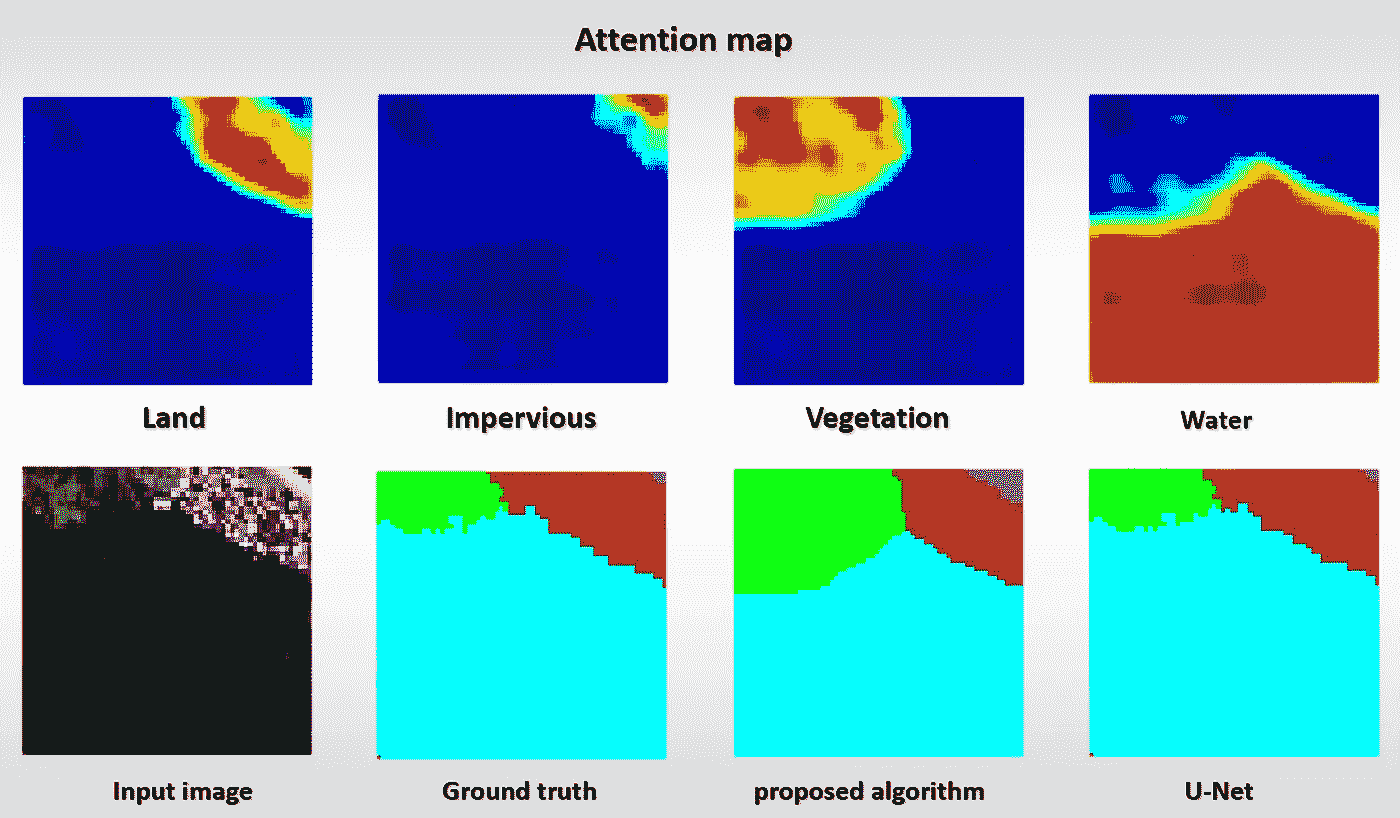 Attention map
Land
Impervious
Vegetation
Water
Input image
Ground truth
proposed algorithm
U-Net